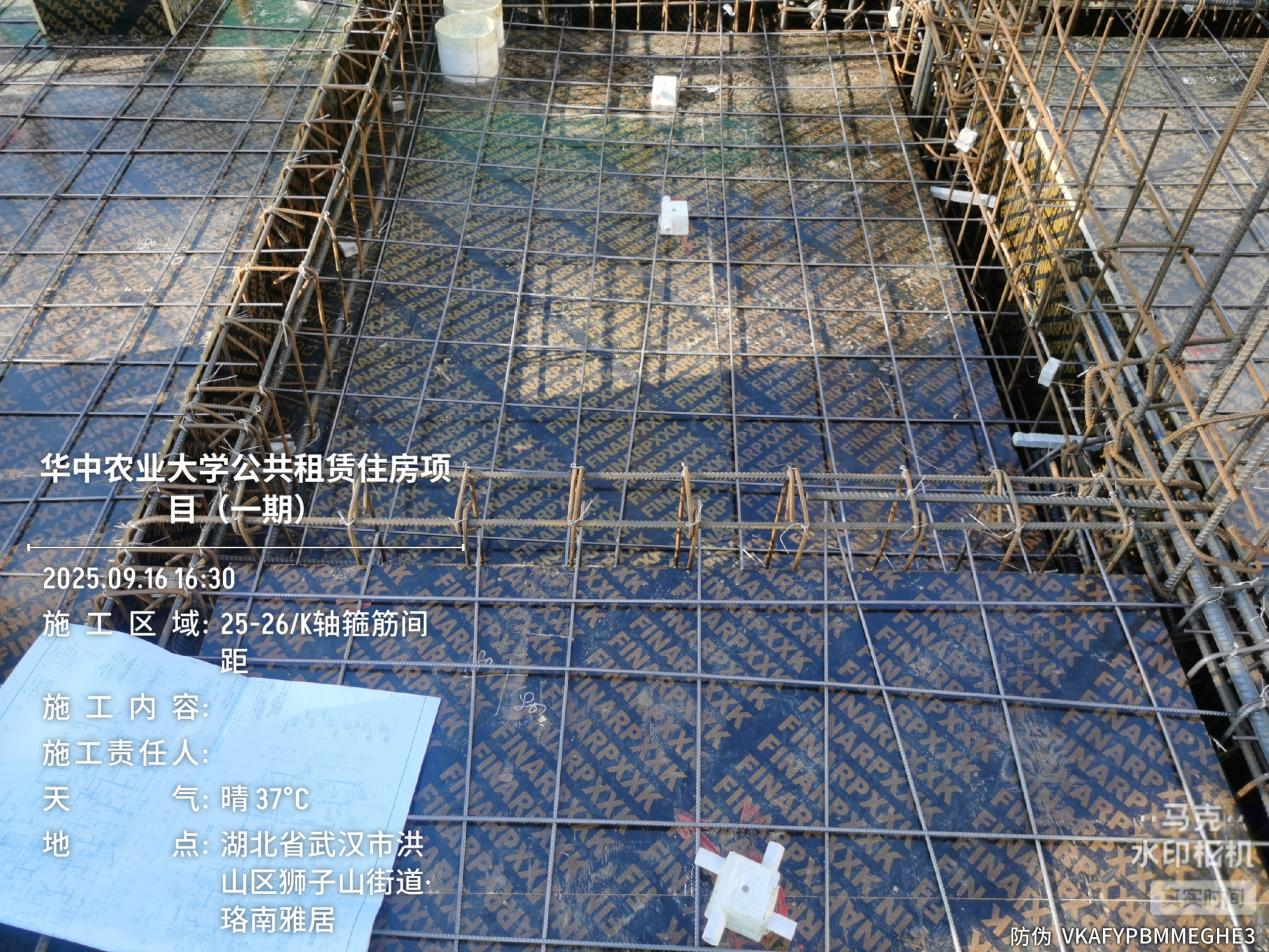 华中农业大学公共租赁住房项
目（一期）
2025.09.16 16:30
施工区域: 25-26/K轴箍筋间
距
施工内容:
施工责任人:
天气: 晴 37°C
地点: 湖北省武汉市洪
山区狮子山街道·
珞南雅居
马克
水印相机
真实时间
防伪 VKAFYPBMMEGHE3
FINARPXXK